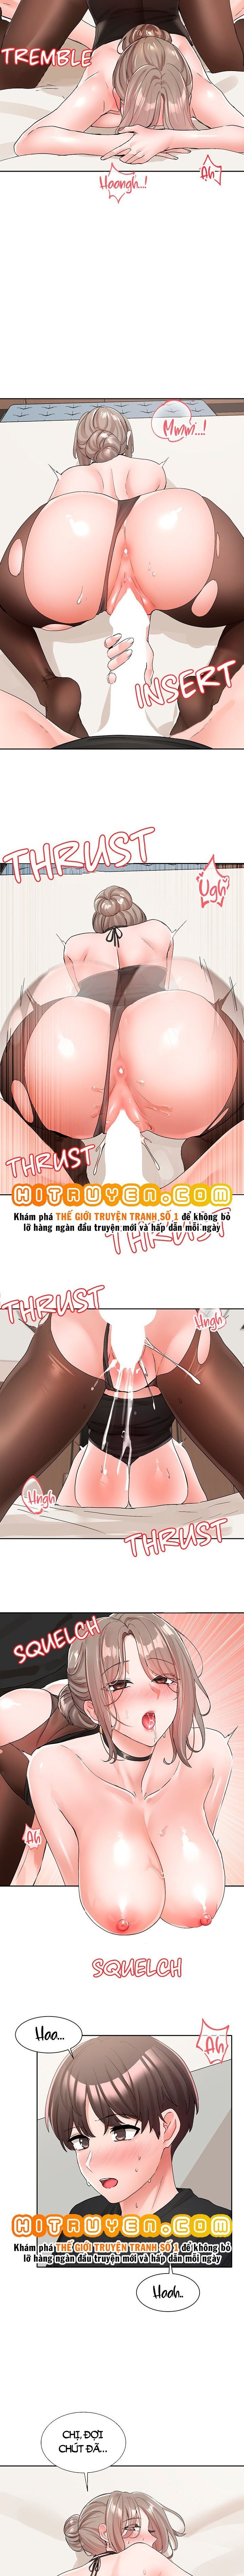 TREMBLE
Haangh...!
Ah
Mmm...!
INSERT
THRUST
Ugh
THRUST
HITRUYEN.COM
Khám phá THẾ GIỚI TRUYỆN TRANH SỐ 1 để không bỏ
lỡ hàng ngàn đầu truyện mới và hấp dẫn mỗi ngày
THRUST
THRUST
Hngh
Hngh
THRUST
SQUELCH
Ah
SQUELCH
Haa...
Ah
HITRUYEN.COM
Khám phá THẾ GIỚI TRUYỆN TRANH SỐ 1 để không bỏ
lỡ hàng ngàn đầu truyện mới và hấp dẫn mỗi ngày
Haah..
CHỊ, ĐỢI
CHÚT ĐÃ...